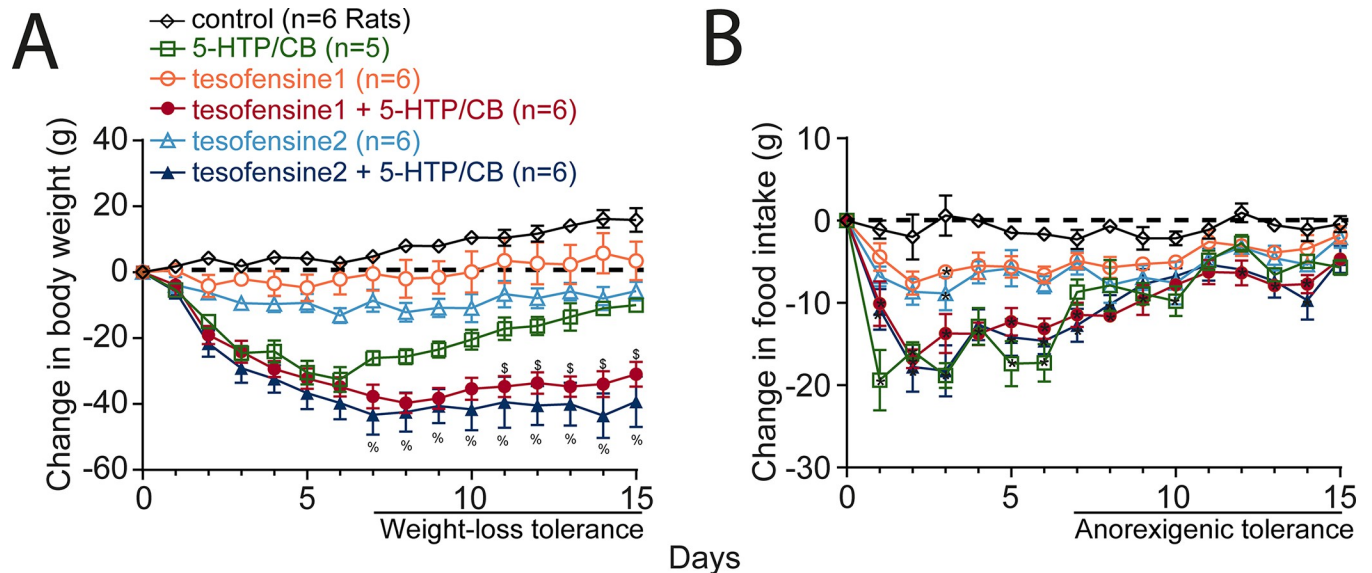 A
control (n=6 Rats)
5-HTP/CB (n=5)
tesofensine1 (n=6)
tesofensine1 + 5-HTP/CB (n=6)
tesofensine2 (n=6)
tesofensine2 + 5-HTP/CB (n=6)
Change in body weight (g)
40
20
0
-20
-40
-60
$ $ $ $ $
% % % % % % % % %
0 5 10 15
Weight-loss tolerance
B
Change in food intake (g)
10
0
-10
-20
-30
0 5 10 15
Anorexigenic tolerance
Days